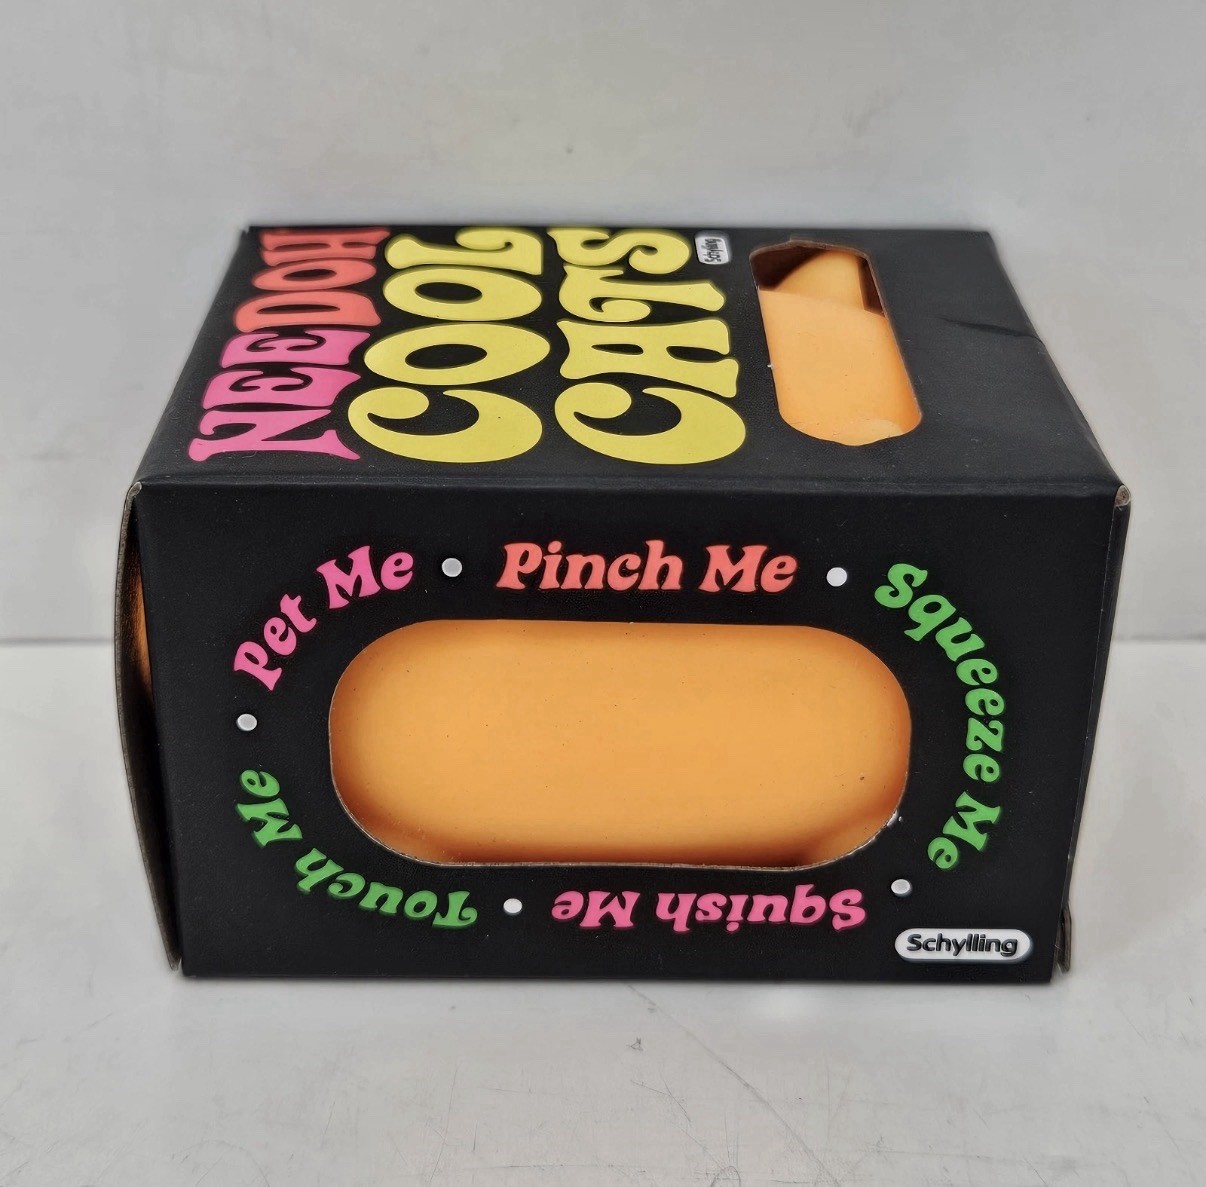 NEEDOH
COOL
CATS
Schylling
Pet Me • Pinch Me • Squeeze Me • Squish Me • Touch Me •
Schylling